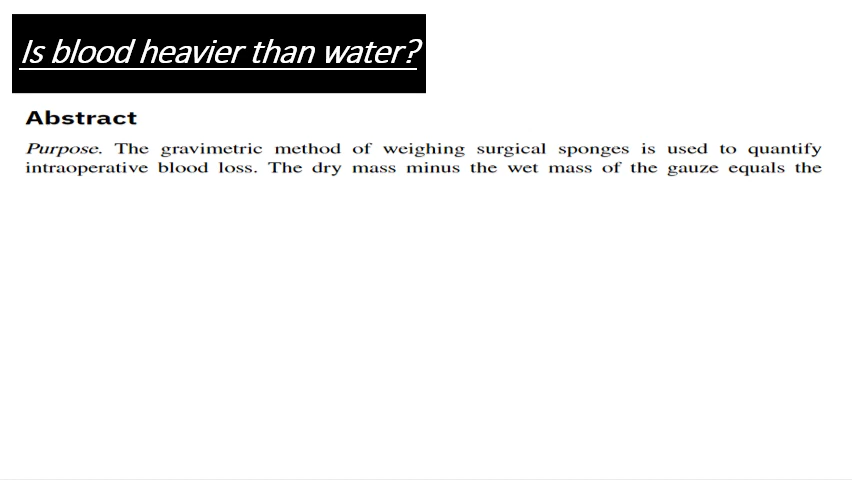 Is blood heavier than water?
Abstract
Purpose. The gravimetric method of weighing surgical sponges is used to quantify
intraoperative blood loss. The dry mass minus the wet mass of the gauze equals the